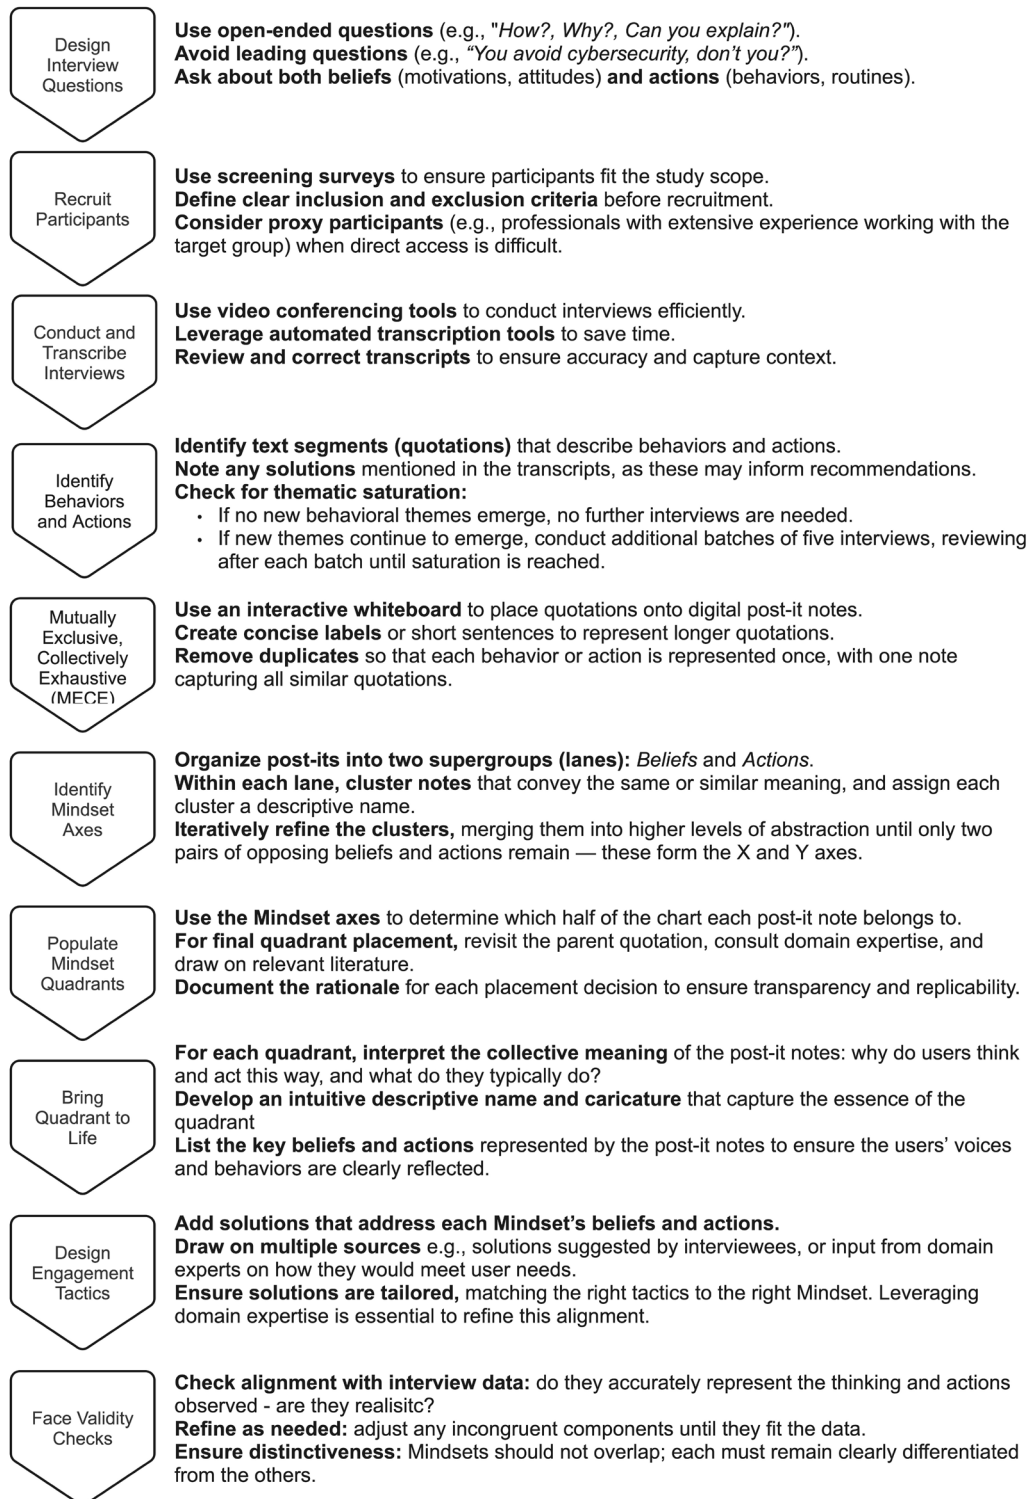 Design
Interview
Questions
Use open-ended questions (e.g., "How?, Why?, Can you explain?").
Avoid leading questions (e.g., “You avoid cybersecurity, don’t you?”).
Ask about both beliefs (motivations, attitudes) and actions (behaviors, routines).
Recruit
Participants
Use screening surveys to ensure participants fit the study scope.
Define clear inclusion and exclusion criteria before recruitment.
Consider proxy participants (e.g., professionals with extensive experience working with the
target group) when direct access is difficult.
Conduct and
Transcribe
Interviews
Use video conferencing tools to conduct interviews efficiently.
Leverage automated transcription tools to save time.
Review and correct transcripts to ensure accuracy and capture context.
Identify
Behaviors
and Actions
Identify text segments (quotations) that describe behaviors and actions.
Note any solutions mentioned in the transcripts, as these may inform recommendations.
Check for thematic saturation:
• If no new behavioral themes emerge, no further interviews are needed.
• If new themes continue to emerge, conduct additional batches of five interviews, reviewing
after each batch until saturation is reached.
Mutually
Exclusive,
Collectively
Exhaustive
(MECE)
Use an interactive whiteboard to place quotations onto digital post-it notes.
Create concise labels or short sentences to represent longer quotations.
Remove duplicates so that each behavior or action is represented once, with one note
capturing all similar quotations.
Identify
Mindset
Axes
Organize post-its into two supergroups (lanes): Beliefs and Actions.
Within each lane, cluster notes that convey the same or similar meaning, and assign each
cluster a descriptive name.
Iteratively refine the clusters, merging them into higher levels of abstraction until only two
pairs of opposing beliefs and actions remain — these form the X and Y axes.
Populate
Mindset
Quadrants
Use the Mindset axes to determine which half of the chart each post-it note belongs to.
For final quadrant placement, revisit the parent quotation, consult domain expertise, and
draw on relevant literature.
Document the rationale for each placement decision to ensure transparency and replicability.
Bring
Quadrant to
Life
For each quadrant, interpret the collective meaning of the post-it notes: why do users think
and act this way, and what do they typically do?
Develop an intuitive descriptive name and caricature that capture the essence of the
quadrant
List the key beliefs and actions represented by the post-it notes to ensure the users’ voices
and behaviors are clearly reflected.
Design
Engagement
Tactics
Add solutions that address each Mindset’s beliefs and actions.
Draw on multiple sources e.g., solutions suggested by interviewees, or input from domain
experts on how they would meet user needs.
Ensure solutions are tailored, matching the right tactics to the right Mindset. Leveraging
domain expertise is essential to refine this alignment.
Face Validity
Checks
Check alignment with interview data: do they accurately represent the thinking and actions
observed - are they realisitc?
Refine as needed: adjust any incongruent components until they fit the data.
Ensure distinctiveness: Mindsets should not overlap; each must remain clearly differentiated
from the others.